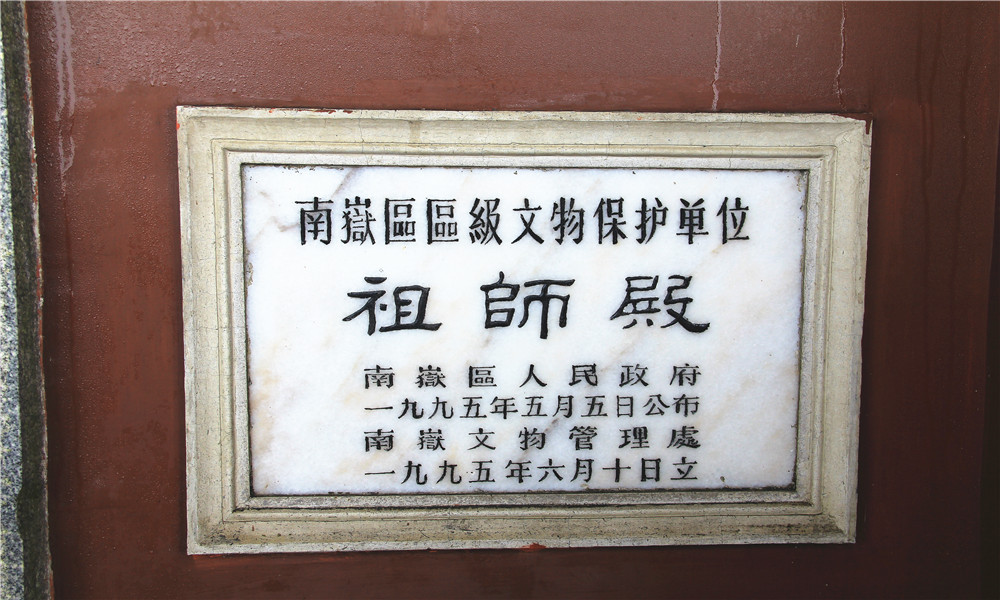 南嶽區區級文物保护単位
祖師殿
南嶽區人民政府
一九九五年五月五日公布
南嶽文物管理處
一九九五年六月十日立